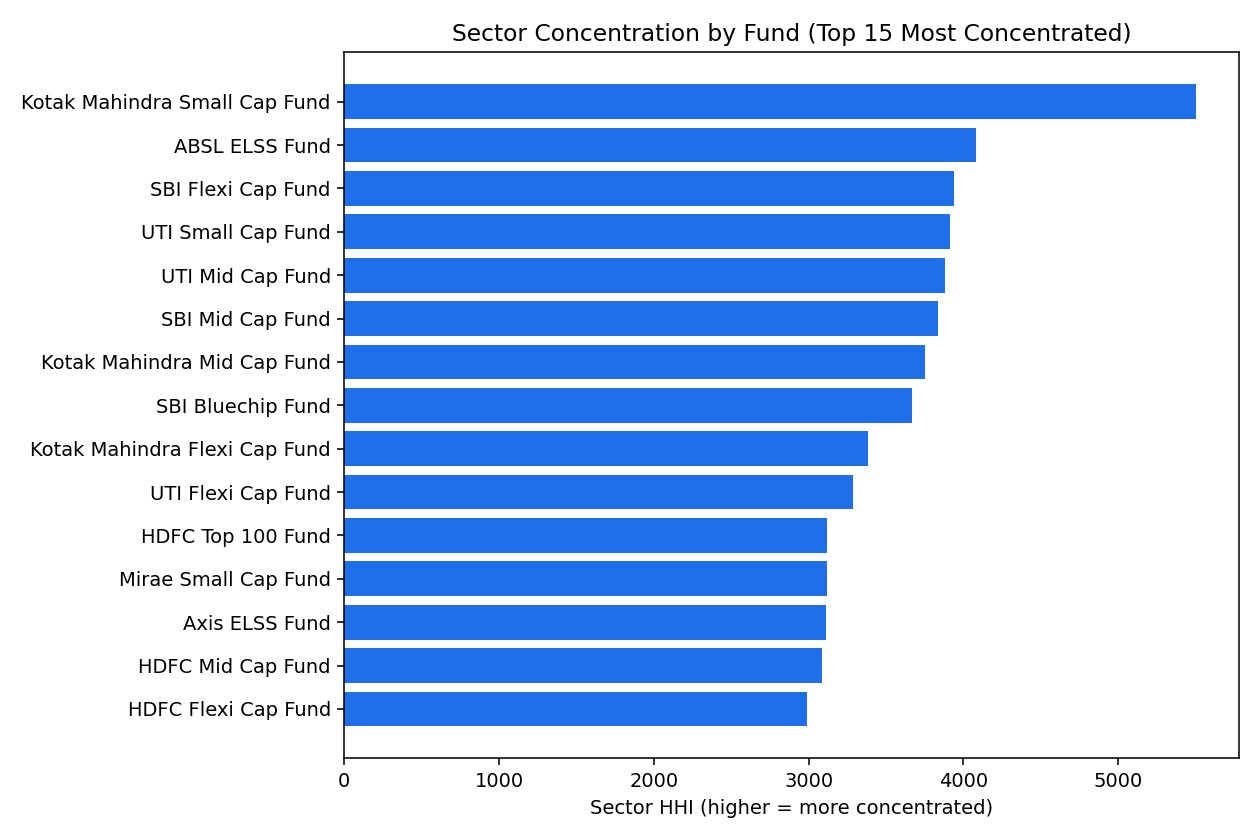 Sector Concentration by Fund (Top 15 Most Concentrated)
Kotak Mahindra Small Cap Fund
ABSL ELSS Fund
SBI Flexi Cap Fund
UTI Small Cap Fund
UTI Mid Cap Fund
SBI Mid Cap Fund
Kotak Mahindra Mid Cap Fund
SBI Bluechip Fund
Kotak Mahindra Flexi Cap Fund
UTI Flexi Cap Fund
HDFC Top 100 Fund
Mirae Small Cap Fund
Axis ELSS Fund
HDFC Mid Cap Fund
HDFC Flexi Cap Fund
0 1000 2000 3000 4000 5000
Sector HHI (higher = more concentrated)